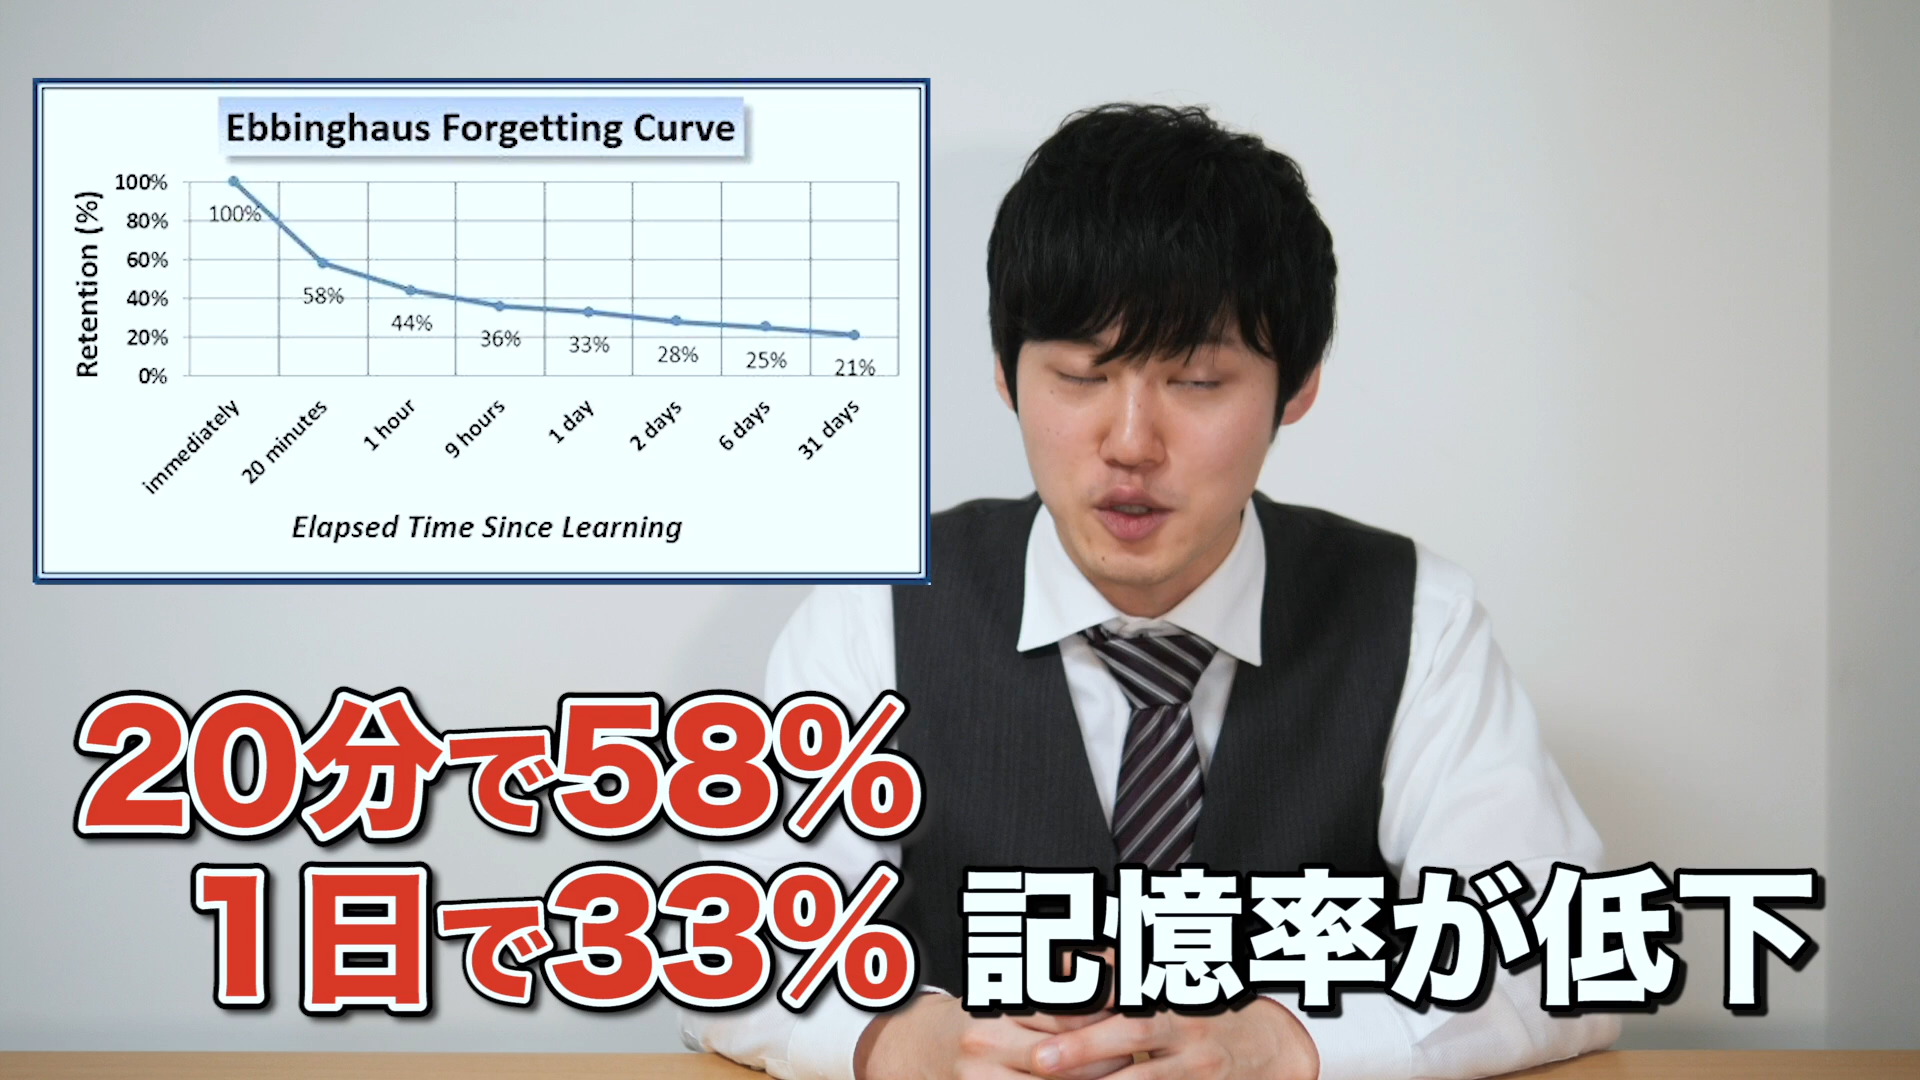 Ebbinghaus Forgetting Curve
Retention (%)
100%
80%
60%
40%
20%
0%
100%
58%
44%
36%
33%
28%
25%
21%
immediately
20 minutes
1 hour
9 hours
1 day
2 days
6 days
31 days
Elapsed Time Since Learning
20分で58%
1日で33% 記憶率が低下